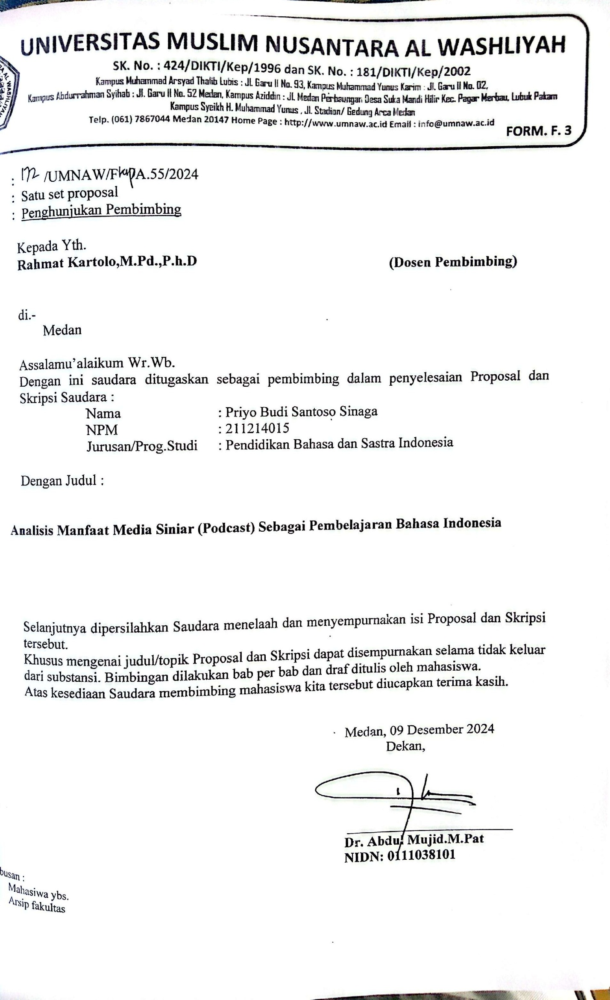 UNIVERSITAS MUSLIM NUSANTARA AL WASHLIYAH
SK. No. : 424/DIKTI/Kep/1996 dan SK. No. : 181/DIKTI/Kep/2002
Kampus Muhammad Arsyad Thalib Lubis : Jl. Garu II No. 93, Kampus Muhammad Yunus Karim : Jl. Garu II No. 02,
Kampus Abdurrahman Syihab : Jl. Garu II No. 52 Medan, Kampus Aziddin : Jl. Medan Perbaungan Desa Suka Mandi Hilir Kec. Pagar Merbau, Lubuk Pakam
Kampus Syeikh H. Muhammad Yunus , Jl. Stadion/ Gedung Arca Medan
Telp. (061) 7867044 Medan 20147 Home Page : http://www.umnaw.ac.id Email : info@umnaw.ac.id
FORM. F. 3
AL WASHLIYAH
: /UMNAW/F A.55/2024
: Satu set proposal
: Penghunjukan Pembimbing
Kepada Yth.
Rahmat Kartolo,M.Pd.,P.h.D (Dosen Pembimbing)
di.-
Medan
Assalamu’alaikum Wr.Wb.
Dengan ini saudara ditugaskan sebagai pembimbing dalam penyelesaian Proposal dan
Skripsi Saudara :
Nama : Priyo Budi Santoso Sinaga
NPM : 211214015
Jurusan/Prog.Studi : Pendidikan Bahasa dan Sastra Indonesia
Dengan Judul :
Analisis Manfaat Media Siniar (Podcast) Sebagai Pembelajaran Bahasa Indonesia
Selanjutnya dipersilahkan Saudara menelaah dan menyempurnakan isi Proposal dan Skripsi
tersebut.
Khusus mengenai judul/topik Proposal dan Skripsi dapat disempurnakan selama tidak keluar
dari substansi. Bimbingan dilakukan bab per bab dan draf ditulis oleh mahasiswa.
Atas kesediaan Saudara membimbing mahasiswa kita tersebut diucapkan terima kasih.
Medan, 09 Desember 2024
Dekan,
Dr. Abdul Mujid.M.Pat
NIDN: 0111038101
busan :
Mahasiwa ybs.
Arsip fakultas